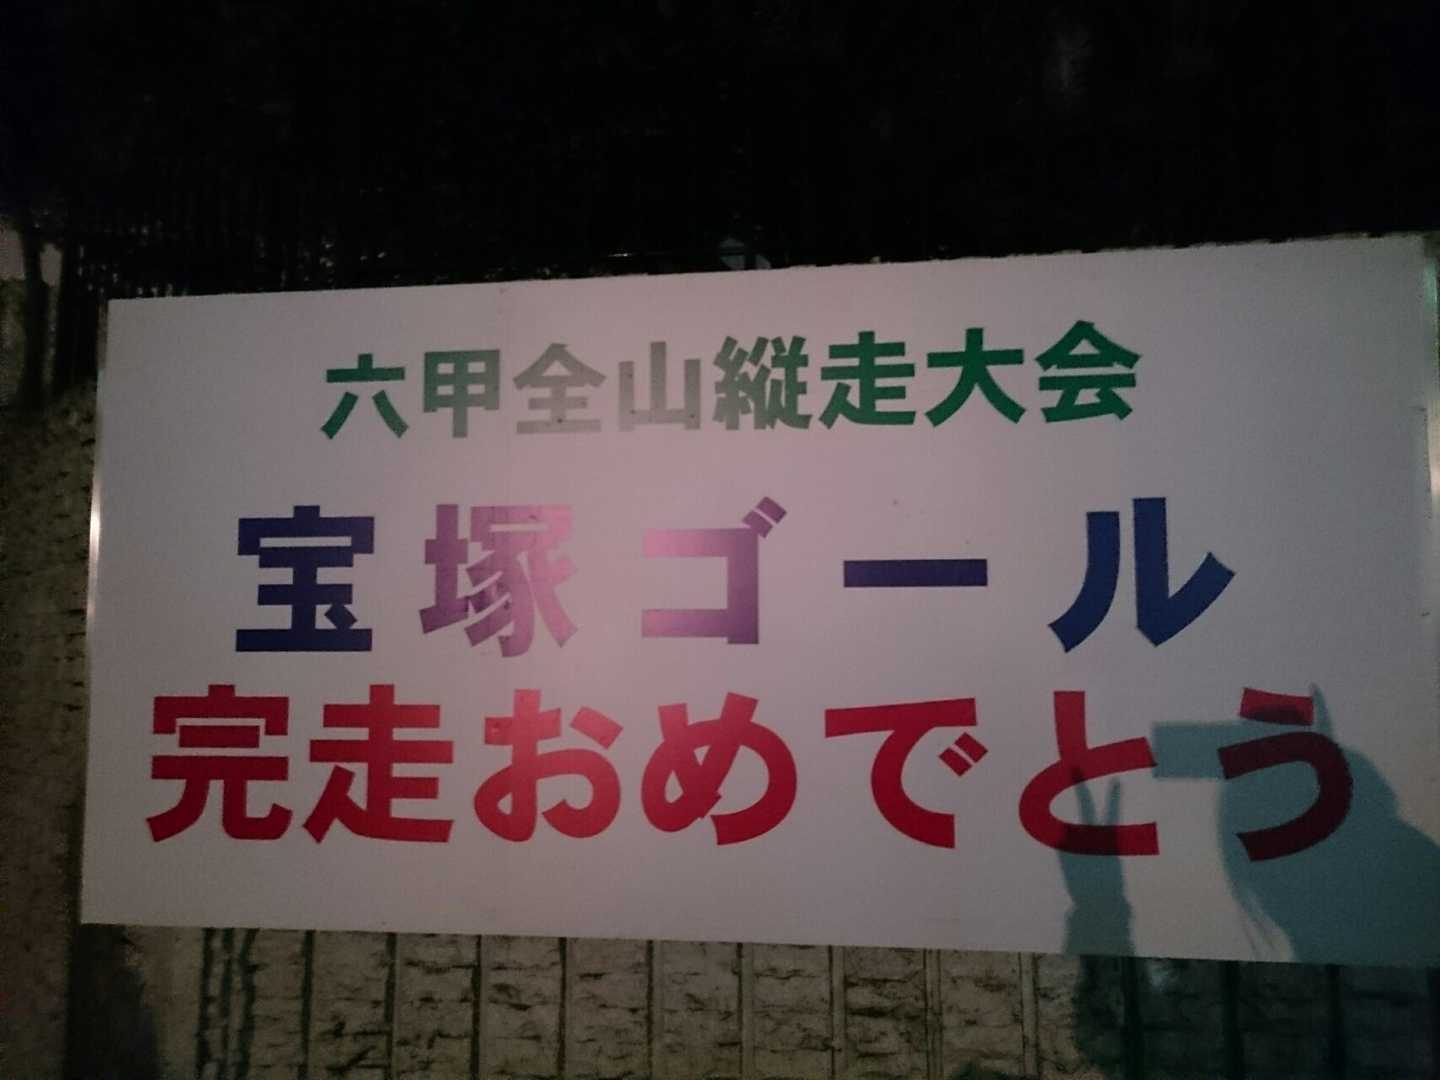 六甲全山縦走大会
宝塚ゴール
完走おめでとう